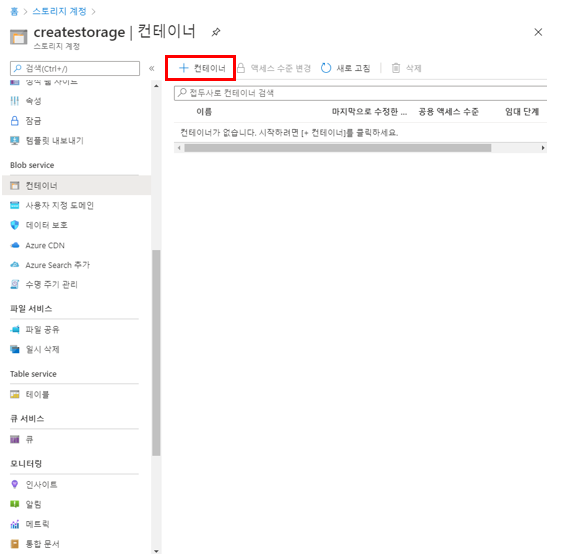 홈 > 스토리지 계정 >
createstorage | 컨테이너
스토리지 계정
검색(Ctrl+/)
«
+ 컨테이너
액세스 수준 변경
새로 고침
삭제
접두사로 컨테이너 검색
이름
마지막으로 수정한 ...
공용 액세스 수준
임대 단계
컨테이너가 없습니다. 시작하려면 [+ 컨테이너]를 클릭하세요.
속성
잠금
템플릿 내보내기
Blob service
컨테이너
사용자 지정 도메인
데이터 보호
Azure CDN
Azure Search 추가
수명 주기 관리
파일 서비스
파일 공유
일시 삭제
Table service
테이블
큐 서비스
큐
모니터링
인사이트
알림
메트릭
통합 문서